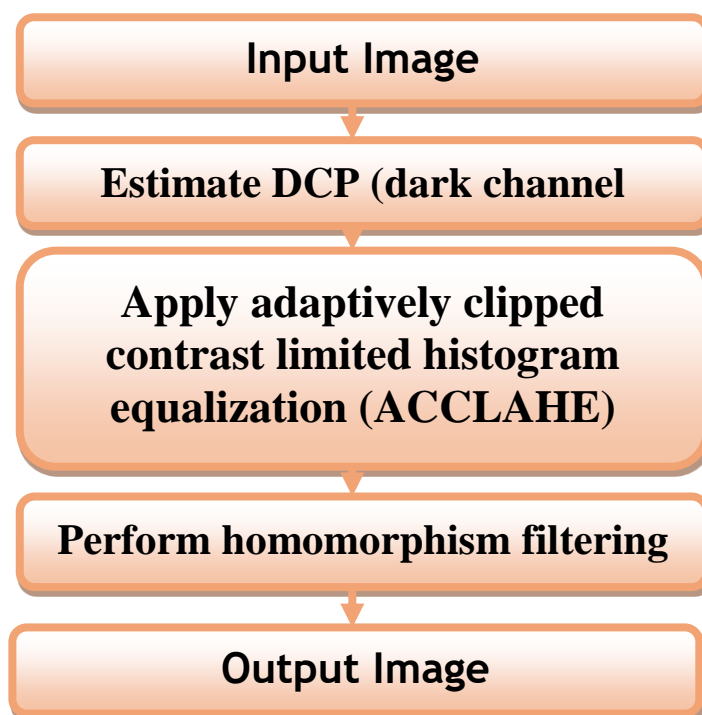 Input Image
Estimate DCP (dark channel
Apply adaptively clipped
contrast limited histogram
equalization (ACCLAHE)
Perform homomorphism filtering
Output Image